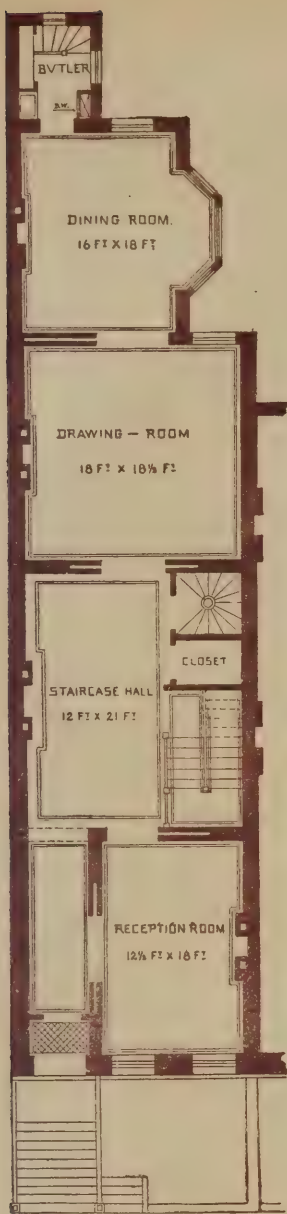 BVTLER
D.W.
DINING ROOM.
16 FT X 18 FT
DRAWING – ROOM
18 FT X 18½ FT
CLOSET
STAIRCASE HALL
12 FT X 21 FT
RECEPTION ROOM
12½ FT X 18 FT